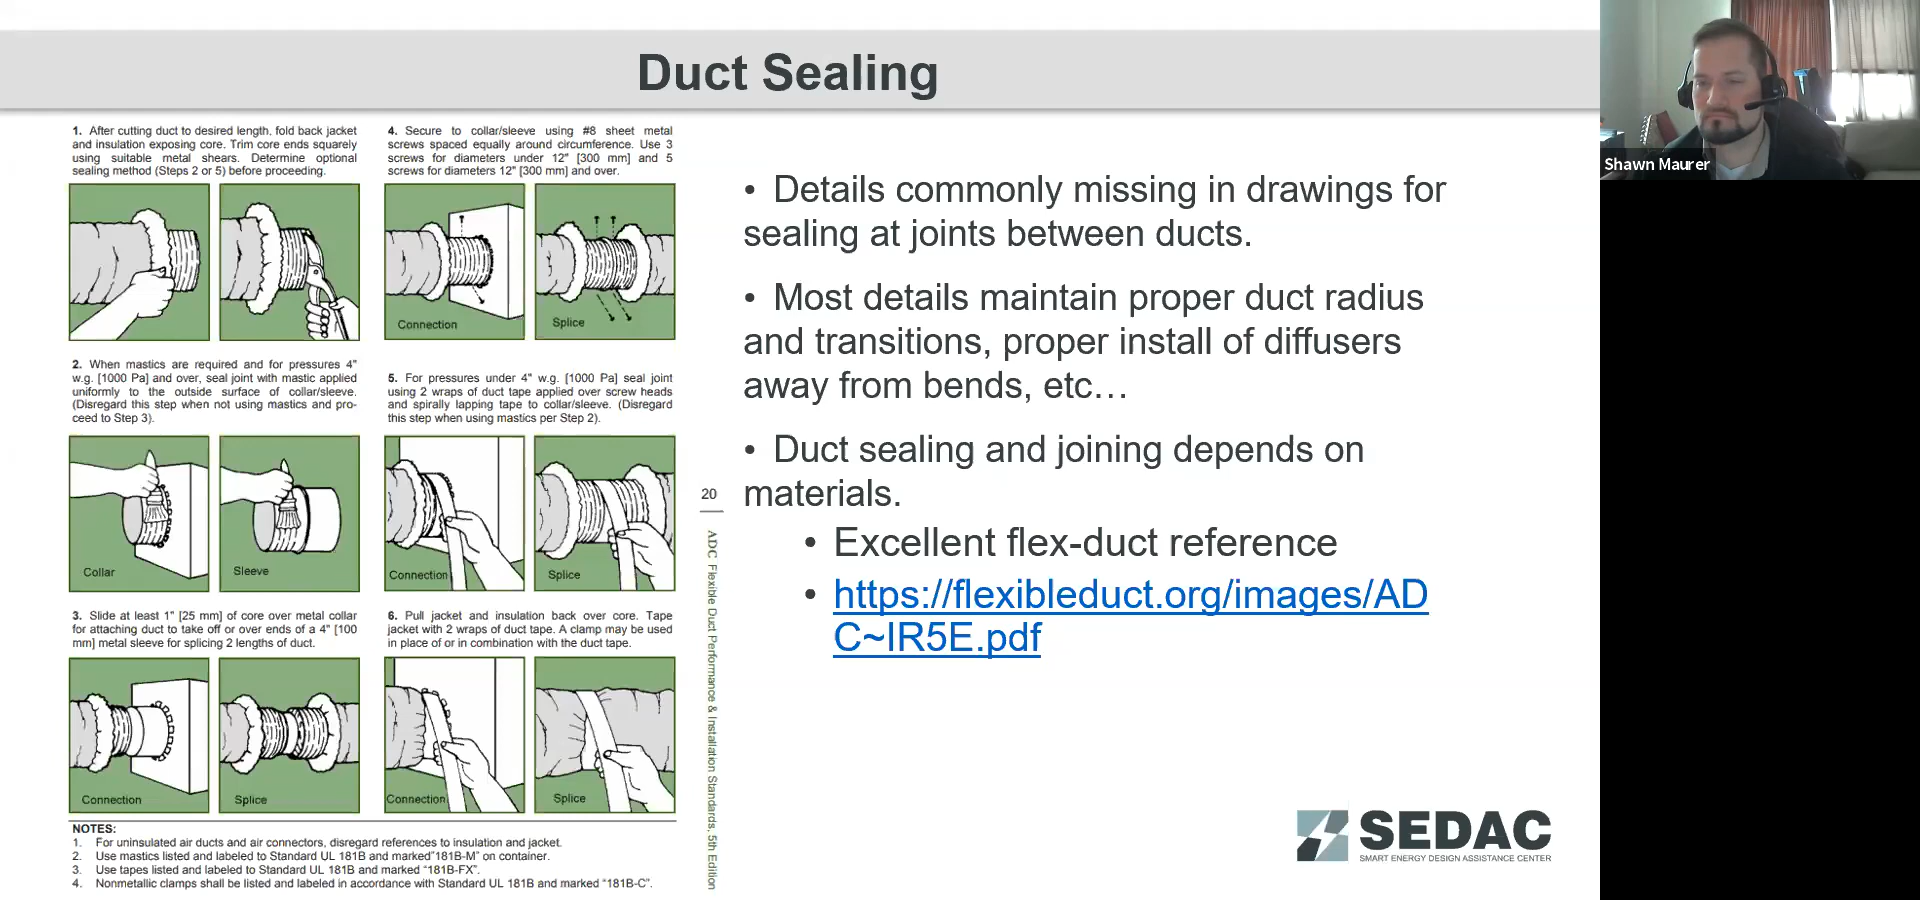 Duct Sealing
1. After cutting duct to desired length, fold back jacket
and insulation exposing core. Trim core ends squarely
using suitable metal shears. Determine optional
sealing method (Steps 2 or 5) before proceeding.
2. When mastics are required and for pressures 4"
w.g. [1000 Pa] and over, seal joint with mastic applied
uniformly to the outside surface of collar/sleeve.
(Disregard this step when not using mastics and pro-
ceed to Step 3).
Collar
Sleeve
3. Slide at least 1" [25 mm] of core over metal collar
for attaching duct to take off or over ends of a 4" [100
mm] metal sleeve for splicing 2 lengths of duct.
Connection
Splice
4. Secure to collar/sleeve using #8 sheet metal
screws spaced equally around circumference. Use 3
screws for diameters under 12" [300 mm] and 5
screws for diameters 12" [300 mm] and over.
Connection
Splice
5. For pressures under 4" w.g. [1000 Pa] seal joint
using 2 wraps of duct tape applied over screw heads
and spirally lapping tape to collar/sleeve. (Disregard
this step when using mastics per Step 2).
Connection
Splice
6. Pull jacket and insulation back over core. Tape
jacket with 2 wraps of duct tape. A clamp may be used
in place of or in combination with the duct tape.
Connection
Splice
NOTES:
1. For uninsulated air ducts and air connectors, disregard references to insulation and jacket.
2. Use mastics listed and labeled to Standard UL 181B and marked"181B-M" on container.
3. Use tapes listed and labeled to Standard UL 181B and marked "181B-FX".
4. Nonmetallic clamps shall be listed and labeled in accordance with Standard UL 181B and marked "181B-C".
20
ADC Flexible Duct Performance & Installation Standards, 5th Edition
• Details commonly missing in drawings for
sealing at joints between ducts.
• Most details maintain proper duct radius
and transitions, proper install of diffusers
away from bends, etc…
• Duct sealing and joining depends on
materials.
• Excellent flex-duct reference
• https://flexibleduct.org/images/AD
C~IR5E.pdf
SEDAC
SMART ENERGY DESIGN ASSISTANCE CENTER
Shawn Maurer